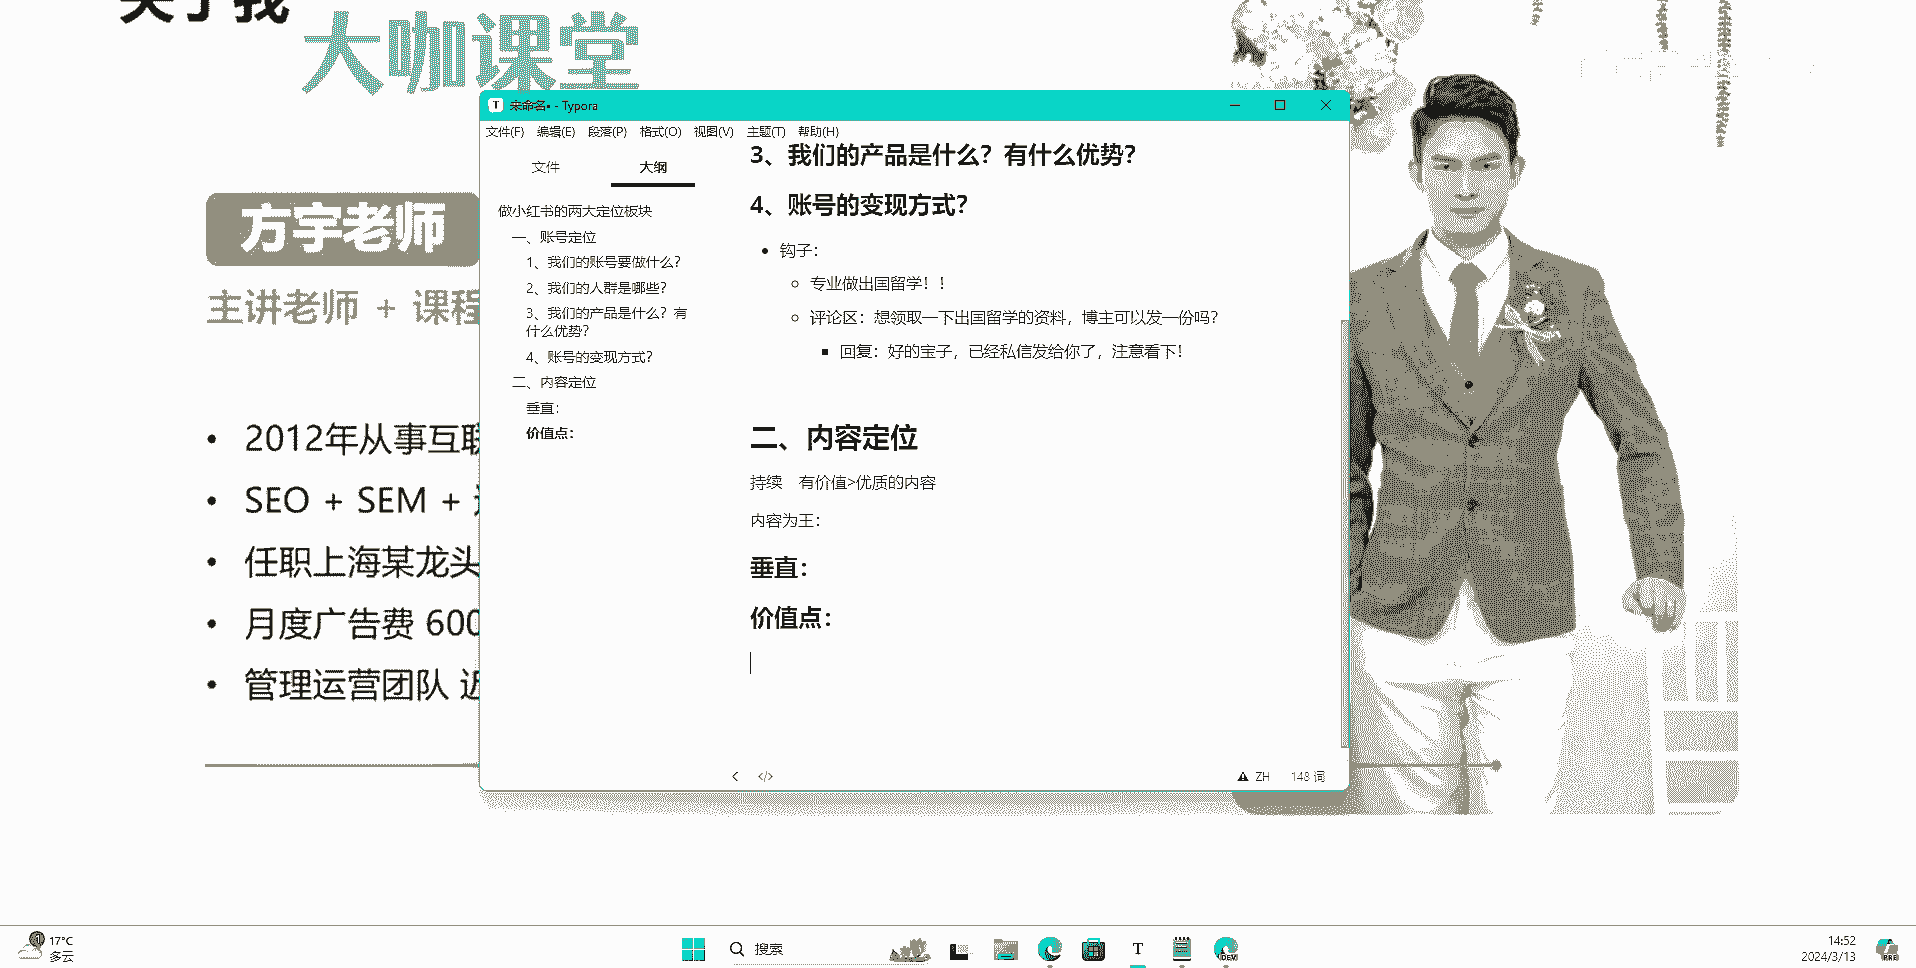 关于我
大咖课堂
方宇老师
主讲老师 + 课程
• 2012年从事互联
• SEO + SEM +
• 任职上海某龙头
• 月度广告费 600
• 管理运营团队 近
未命名• - Typora
文件(F) 编辑(E) 段落(P) 格式(O) 视图(V) 主题(T) 帮助(H)
文件 大纲
做小红书的两大定位板块
一、账号定位
1、我们的账号要做什么？
2、我们的人群是哪些？
3、我们的产品是什么？有
什么优势？
4、账号的变现方式？
二、内容定位
垂直：
价值点：
3、我们的产品是什么？有什么优势？
4、账号的变现方式？
• 钩子：
○ 专业做出国留学！！
○ 评论区：想领取一下出国留学的资料，博主可以发一份吗？
■ 回复：好的宝子，已经私信发给你了，注意看下！
二、内容定位
持续 有价值>优质的内容
内容为王：
垂直：
价值点：
</> ZH 148 词
17°C
多云
搜索
T
DEV
14:52
2024/3/13
PRE